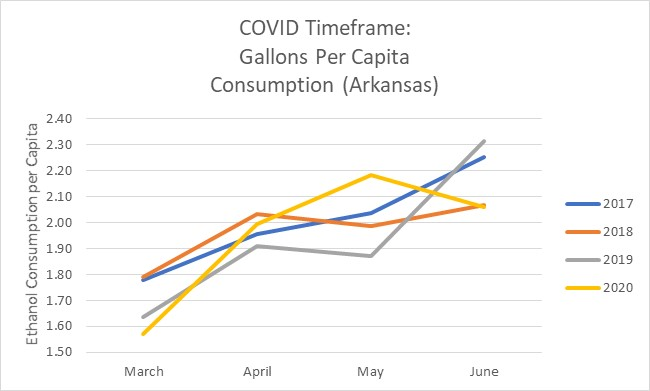 COVID Timeframe:
Gallons Per Capita
Consumption (Arkansas)
Ethanol Consumption per Capita
2.40
2.30
2.20
2.10
2.00
1.90
1.80
1.70
1.60
1.50
March April May June
2017
2018
2019
2020